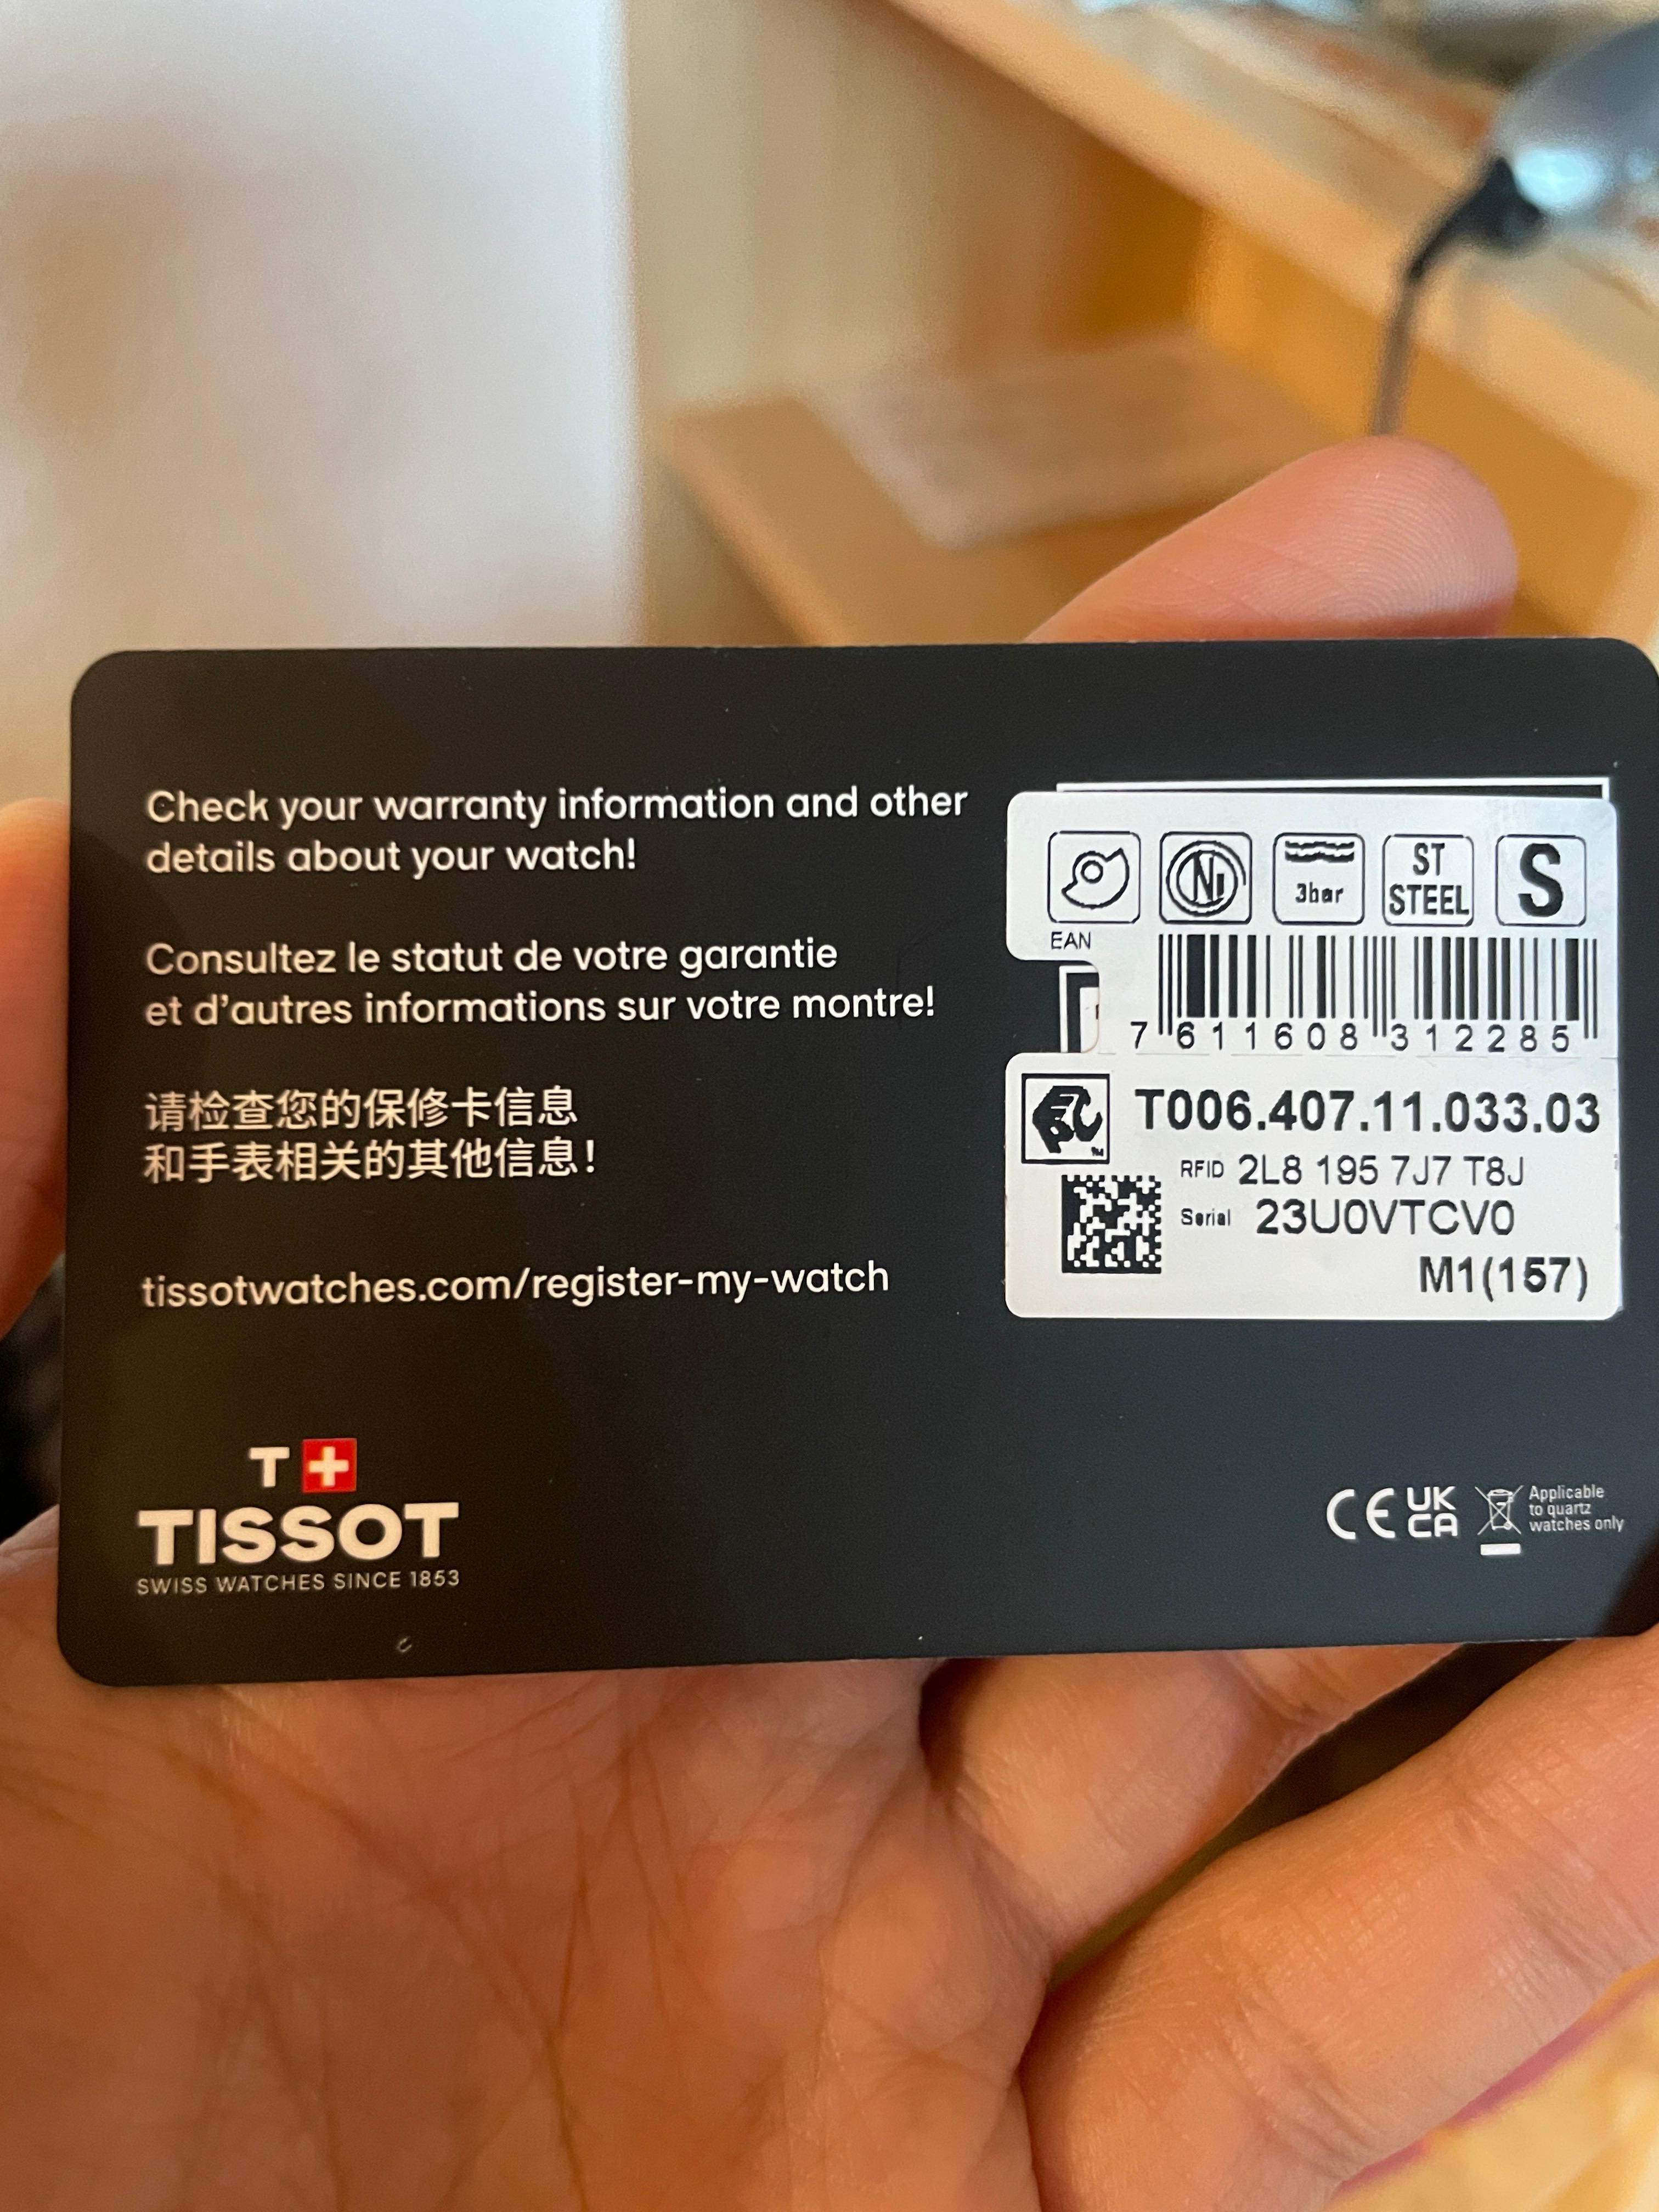 Check your warranty information and other
details about your watch!
Consultez le statut de votre garantie
et d'autres informations sur votre montre!
请检查您的保修卡信息
和手表相关的其他信息！
tissotwatches.com/register-my-watch
T
TISSOT
SWISS WATCHES SINCE 1853
3bar
ST
STEEL
S
EAN
7 611608 312285
T006.407.11.033.03
RFID 2L8 195 7J7 T8J
Serial 23U0VTCV0
M1(157)
CE UK
CA
Applicable
to quartz
watches only